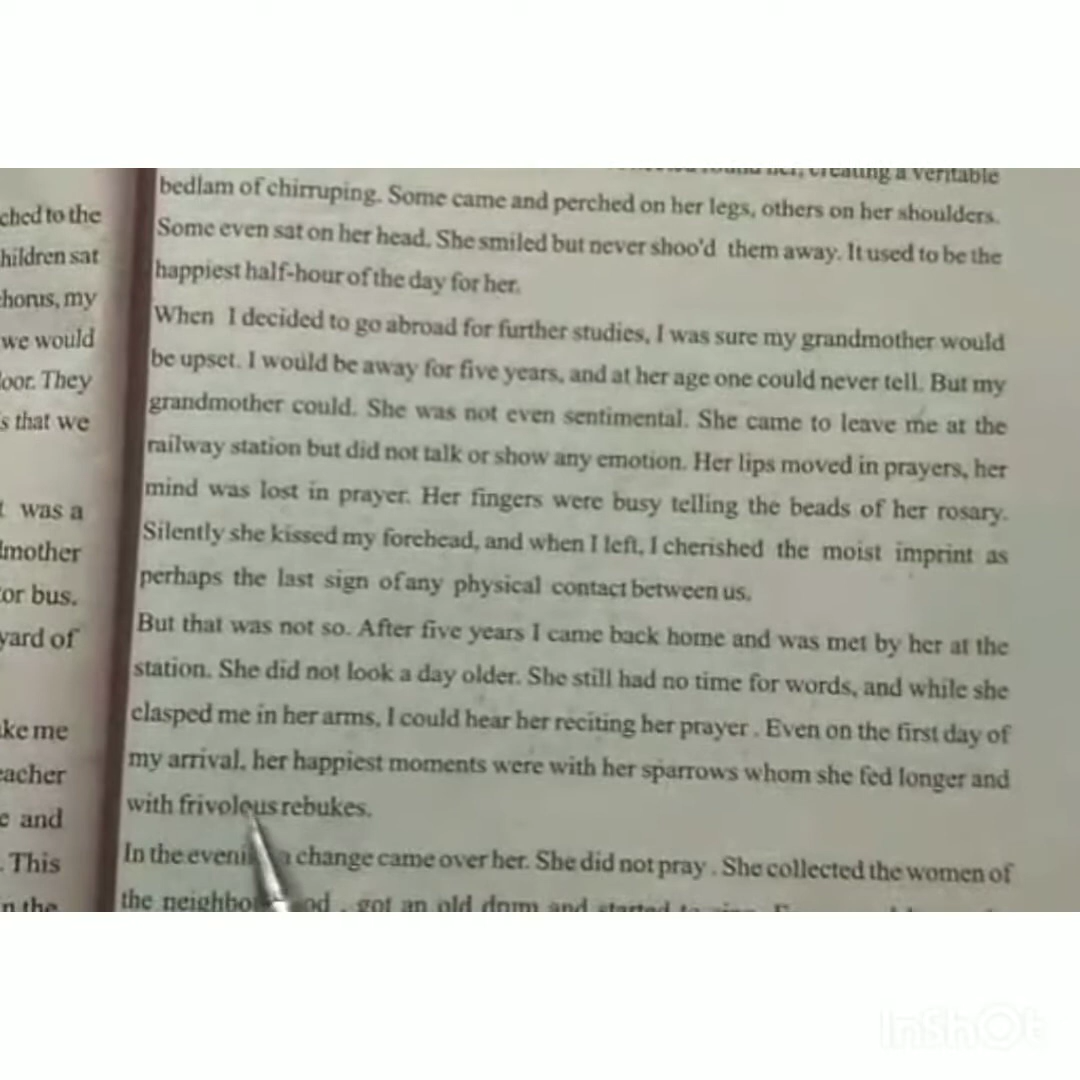 ched to the
hildren sat
horus, my
we would
loor. They
s that we
t was a
dmother
tor bus.
yard of
ake me
eacher
e and
. This
n the
her, creating a veritable
bedlam of chirruping. Some came and perched on her legs, others on her shoulders.
Some even sat on her head. She smiled but never shoo'd them away. It used to be the
happiest half-hour of the day for her.
When I decided to go abroad for further studies, I was sure my grandmother would
be upset. I would be away for five years, and at her age one could never tell. But my
grandmother could. She was not even sentimental. She came to leave me at the
railway station but did not talk or show any emotion. Her lips moved in prayers, her
mind was lost in prayer. Her fingers were busy telling the beads of her rosary.
Silently she kissed my forehead, and when I left, I cherished the moist imprint as
perhaps the last sign of any physical contact between us.
But that was not so. After five years I came back home and was met by her at the
station. She did not look a day older. She still had no time for words, and while she
clasped me in her arms, I could hear her reciting her prayer . Even on the first day of
my arrival, her happiest moments were with her sparrows whom she fed longer and
with frivolous rebukes.
In the evening a change came over her. She did not pray . She collected the women of
the neighbourhood , got an old drum and started to sing.
InShOt